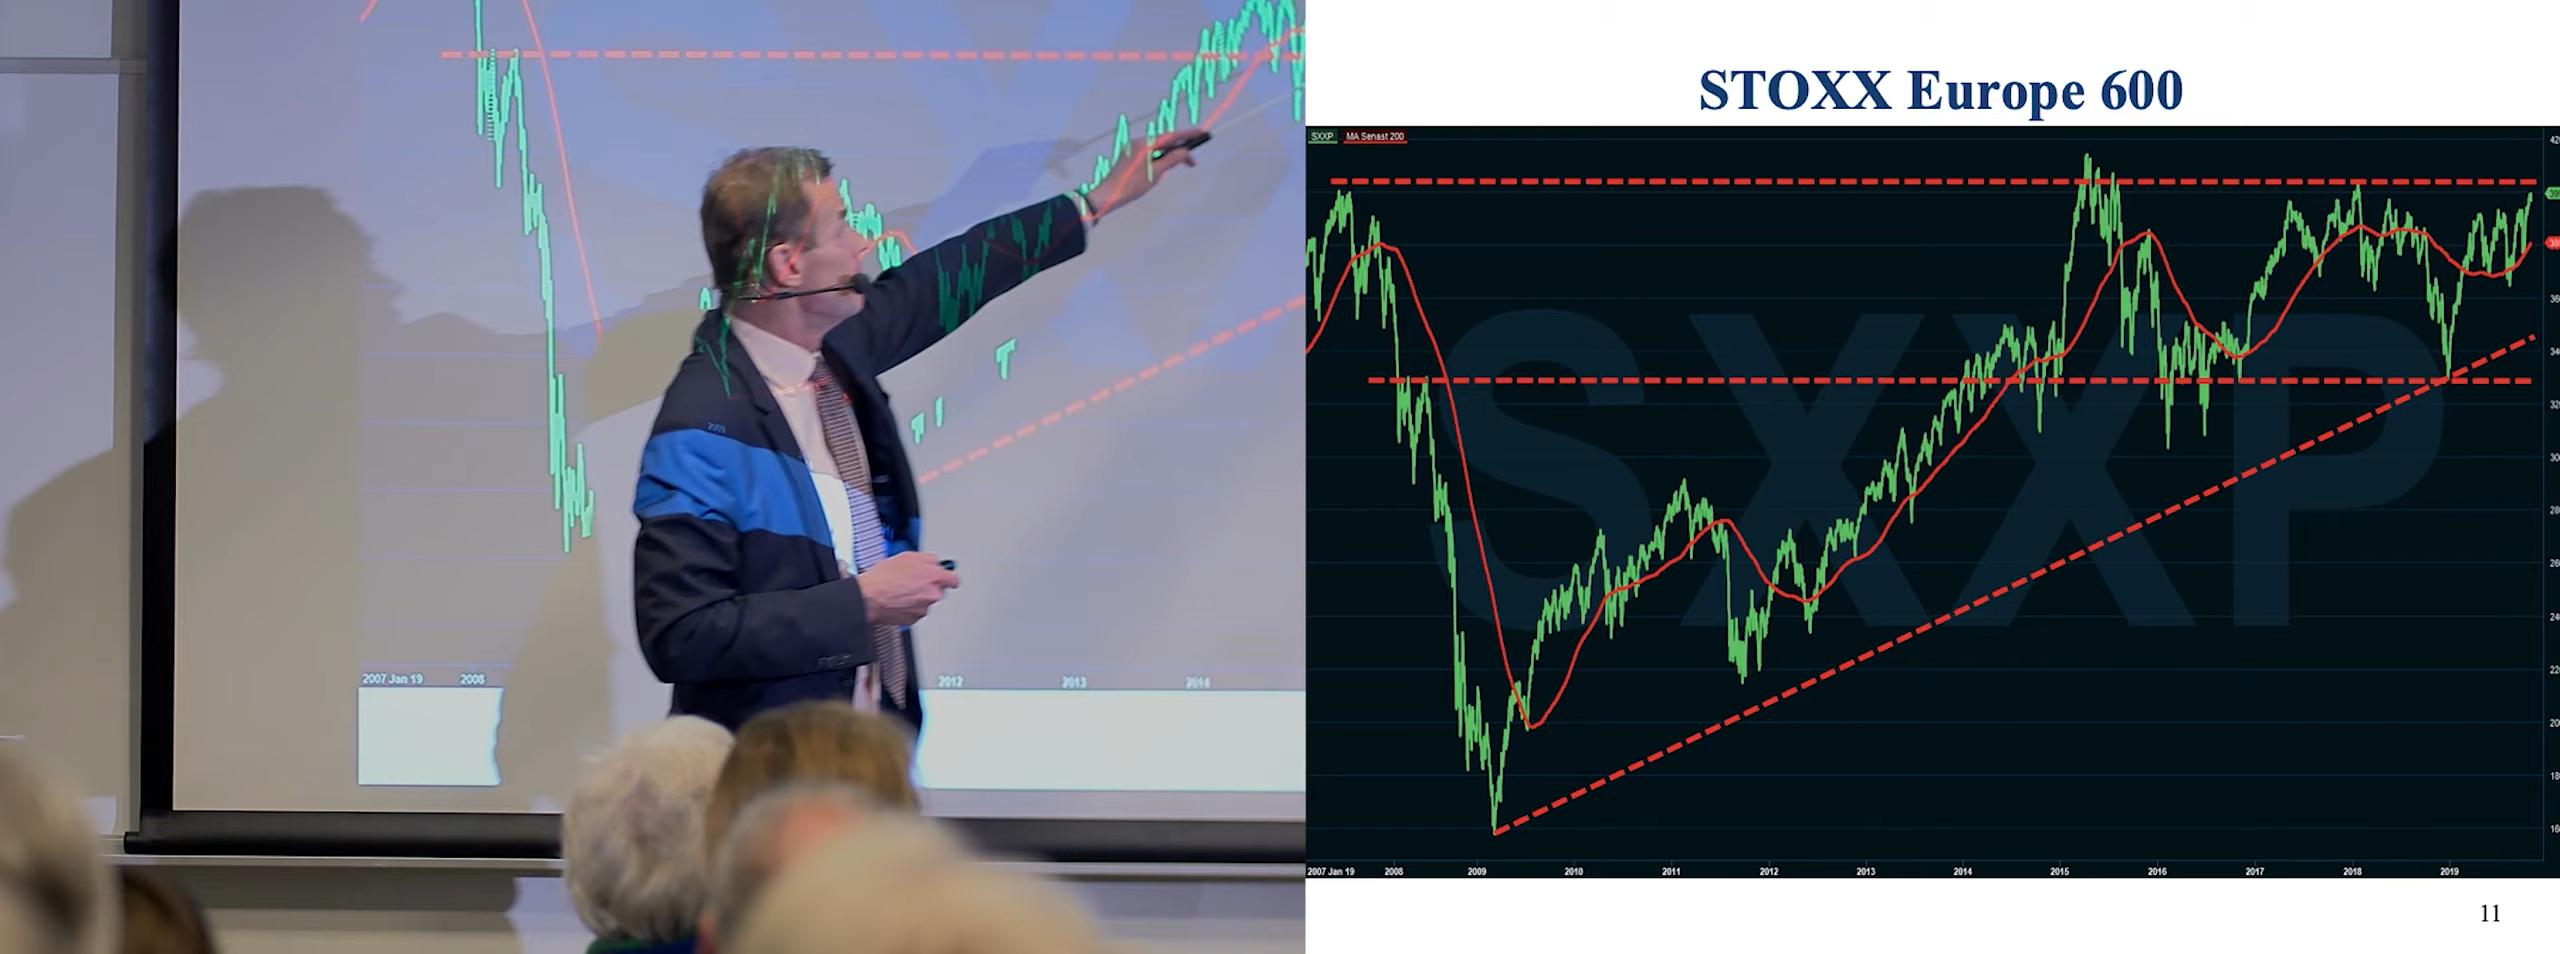 2009
2007 Jan 19 2008 2012 2013 2014
STOXX Europe 600
SXXP MA Senast 200
SXXP
2007 Jan 19 2008 2009 2010 2011 2012 2013 2014 2015 2016 2017 2018 2019
11